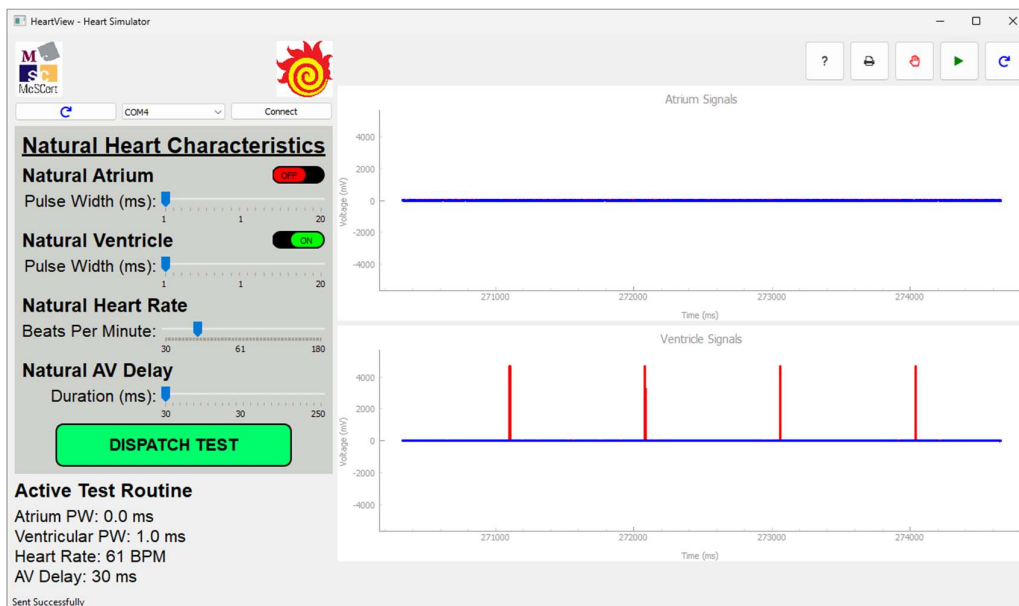 HeartView - Heart Simulator
M
SC
McSCert
COM4
Connect
?
Natural Heart Characteristics
Natural Atrium
OFF
Pulse Width (ms):
1 1 20
Natural Ventricle
ON
Pulse Width (ms):
1 1 20
Natural Heart Rate
Beats Per Minute:
30 61 180
Natural AV Delay
Duration (ms):
30 30 250
DISPATCH TEST
Active Test Routine
Atrium PW: 0.0 ms
Ventricular PW: 1.0 ms
Heart Rate: 61 BPM
AV Delay: 30 ms
Sent Successfully
Atrium Signals
Voltage (mV)
4000
2000
0
-2000
-4000
271000 272000 273000 274000
Time (ms)
Ventricle Signals
Voltage (mV)
4000
2000
0
-2000
-4000
271000 272000 273000 274000
Time (ms)